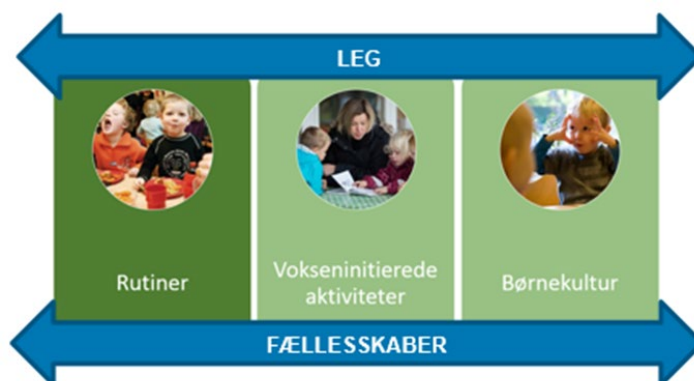 LEG
Rutiner
Vokseninitierede
aktiviteter
Børnekultur
FÆLLESSKABER